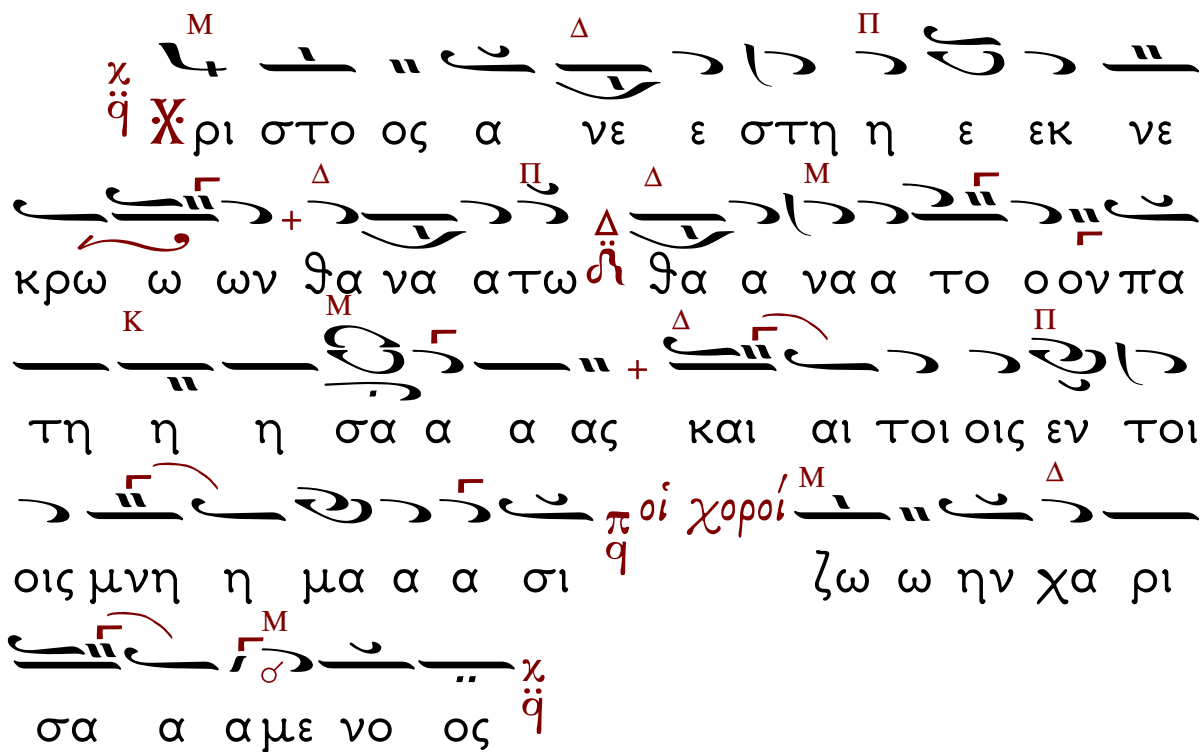 Μ Δ Π
χ q Χρι στο ος α νε ε στη η ε εκ νε
Δ Π Δ Μ
κρω ω ων + θα να α τω Δ θα α να α το ο ον πα
Κ Μ Δ Π
τη η η σα α α ας + και αι τοι οις εν τοι
Μ Δ
οις μνη η μα α α σι π q οἱ χοροί ζω ω ην χα ρι
Μ
σα α α με νο ος χ q